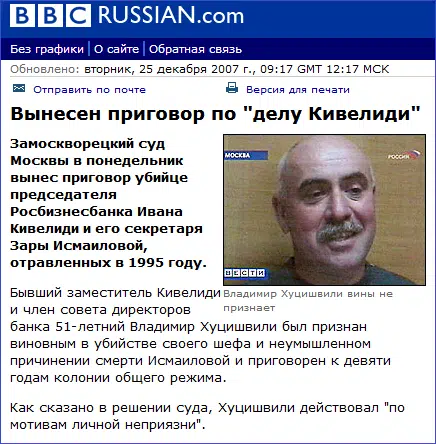 BBC RUSSIAN.com
Без графики | О сайте | Обратная связь
Обновлено: вторник, 25 декабря 2007 г., 09:17 GMT 12:17 МСК
Отправить по почте Версия для печати
Вынесен приговор по "делу Кивелиди"
Замоскворецкий суд
Москвы в понедельник
вынес приговор убийце
председателя
Росбизнесбанка Ивана
Кивелиди и его секретаря
Зары Исмаиловой,
отравленных в 1995 году.
МОСКВА
РОССИЯ
ВЕСТИ
Владимир Хуцишвили вины не
признает
Бывший заместитель Кивелиди
и член совета директоров
банка 51-летний Владимир Хуцишвили был признан
виновным в убийстве своего шефа и неумышленном
причинении смерти Исмаиловой и приговорен к девяти
годам колонии общего режима.
Как сказано в решении суда, Хуцишвили действовал "по
мотивам личной неприязни".